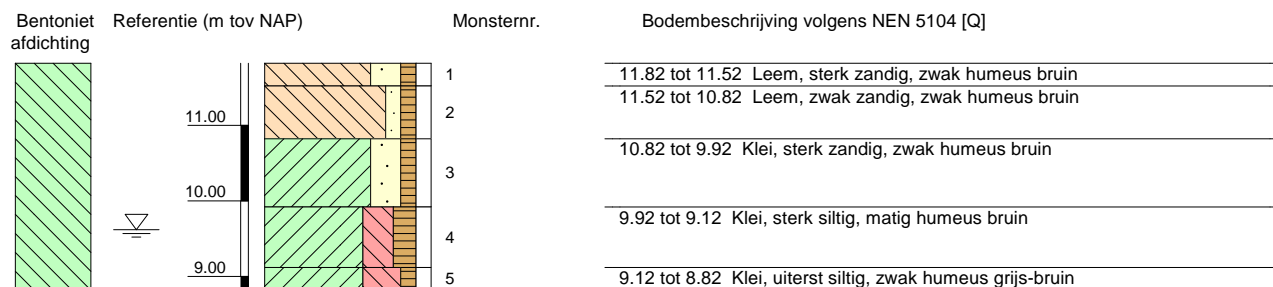 Bentoniet afdichting Referentie (m tov NAP) Monsternr. Bodembeschrijving volgens NEN 5104 [Q]
1 11.82 tot 11.52 Leem, sterk zandig, zwak humeus bruin
11.52 tot 10.82 Leem, zwak zandig, zwak humeus bruin
2
11.00
10.82 tot 9.92 Klei, sterk zandig, zwak humeus bruin
3
10.00
9.92 tot 9.12 Klei, sterk siltig, matig humeus bruin
4
9.00
5 9.12 tot 8.82 Klei, uiterst siltig, zwak humeus grijs-bruin